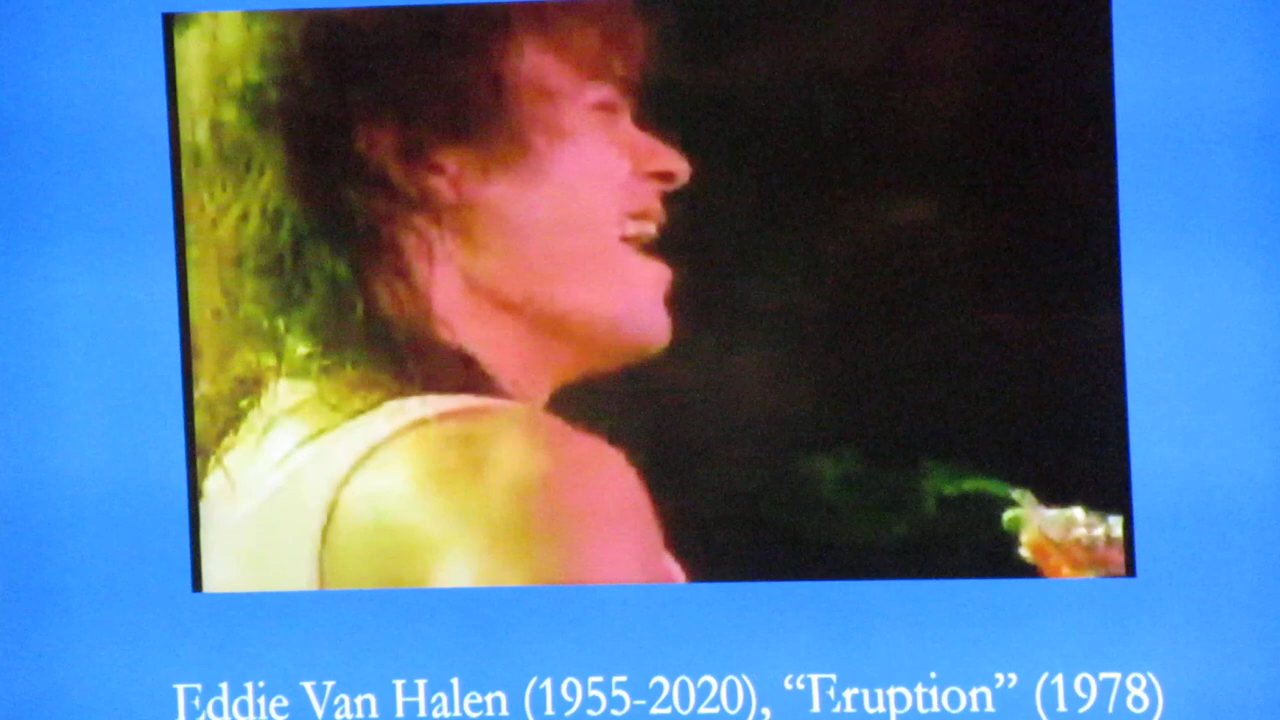 Eddie Van Halen (1955-2020), “Eruption” (1978)